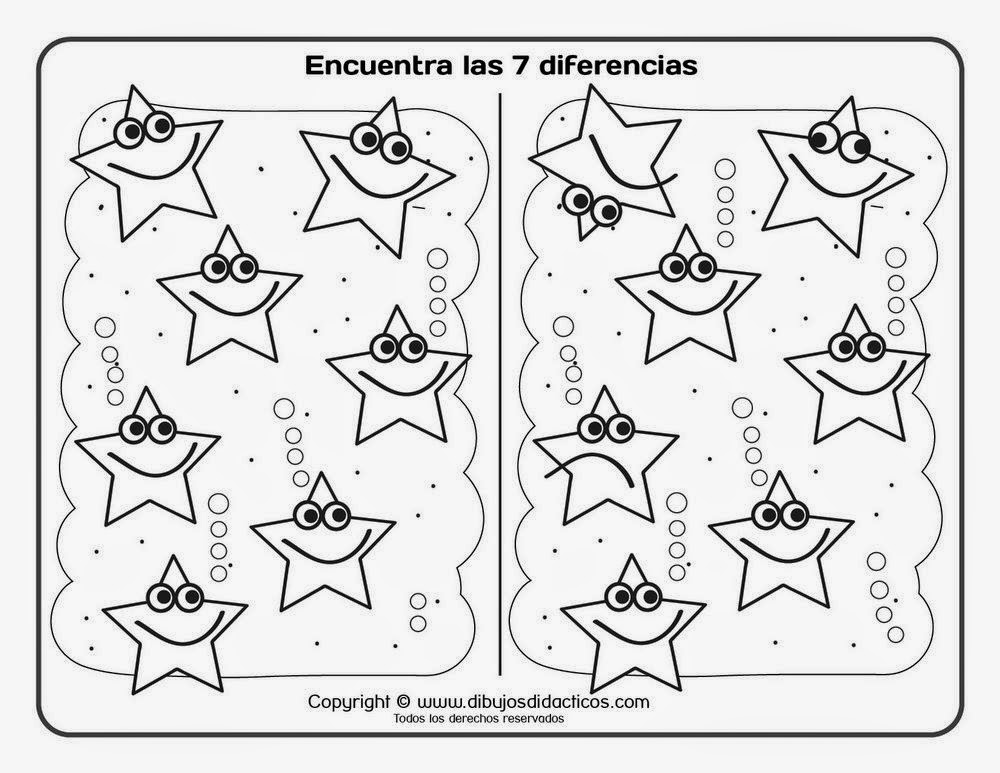 Encuentra las 7 diferencias
Copyright © www.dibujosdidacticos.com
Todos los derechos reservados